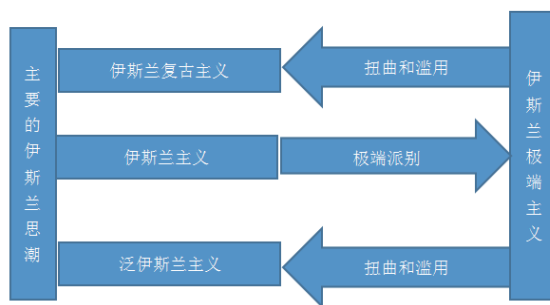 主要的伊斯兰思潮
伊斯兰复古主义
扭曲和滥用
伊斯兰主义
极端派别
泛伊斯兰主义
扭曲和滥用
伊斯兰极端主义